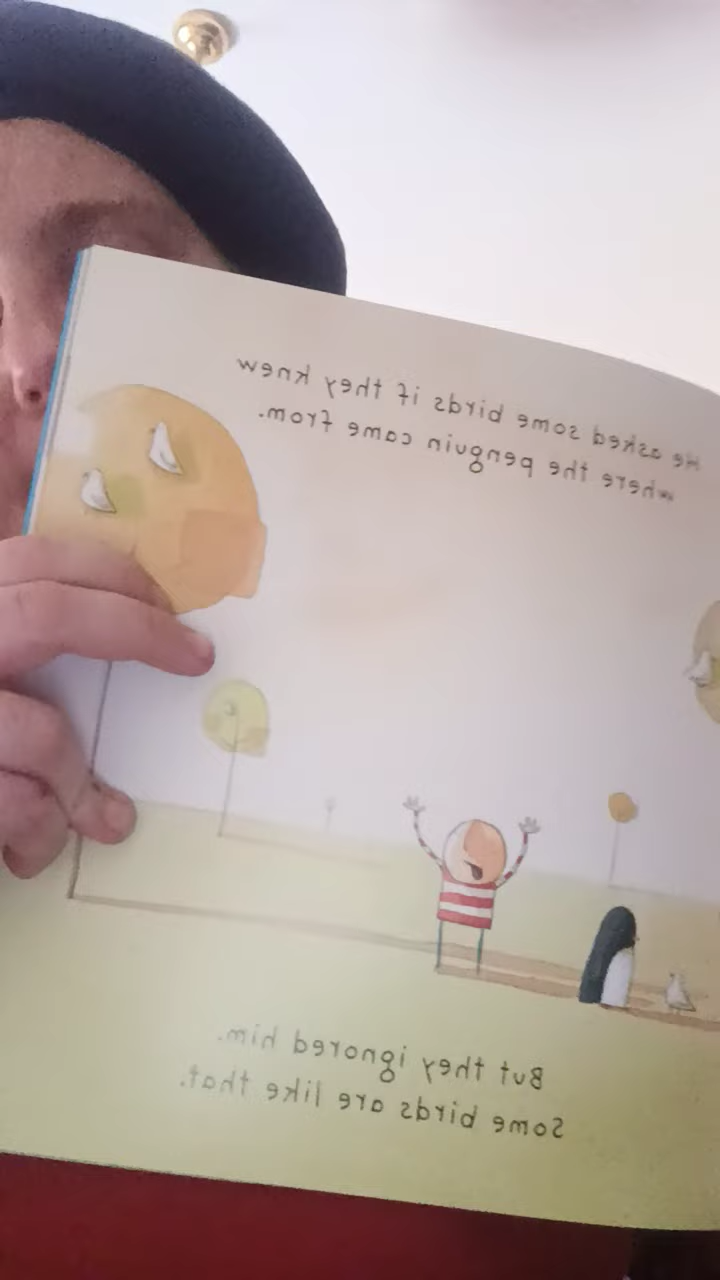 He asked some birds if they knew
where the penguin came from.
But they ignored him.
Some birds are like that.